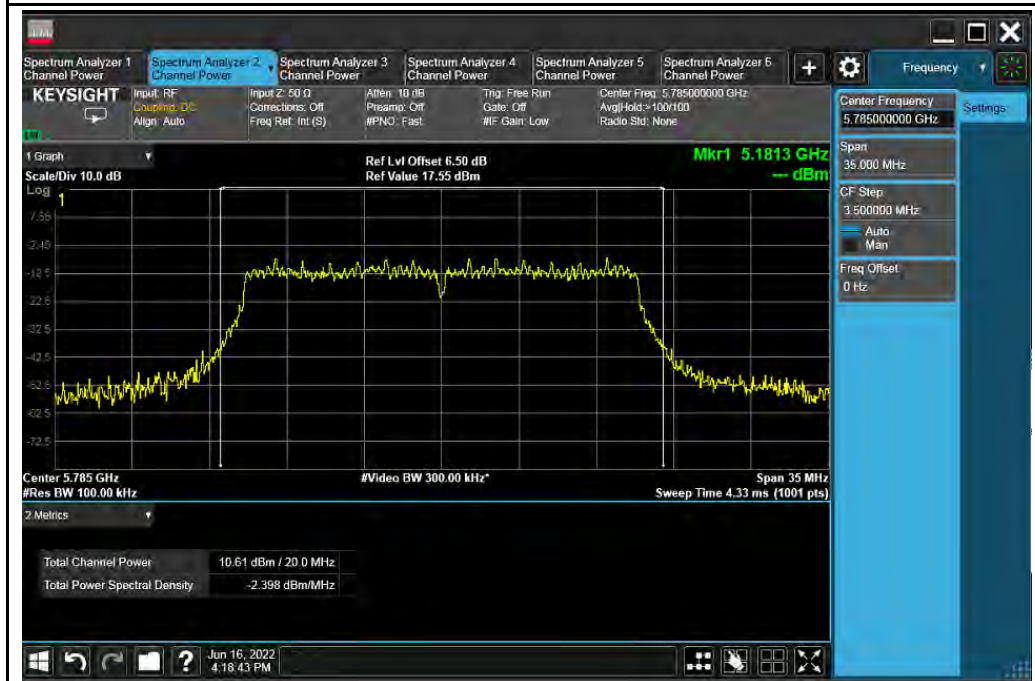 Spectrum Analyzer 1
Channel Power
Spectrum Analyzer 2
Channel Power
Spectrum Analyzer 3
Channel Power
Spectrum Analyzer 4
Channel Power
Spectrum Analyzer 5
Channel Power
Spectrum Analyzer 6
Channel Power
+
Frequency
KEYSIGHT
Input: RF
Coupling: DC
Align: Auto
Input Z: 50 Ω
Corrections: Off
Freq Ref: Int (S)
Atten: 10 dB
Preamp: Off
#PNO: Fast
Trig: Free Run
Gate: Off
#IF Gain: Low
Center Freq: 5.785000000 GHz
Avg|Hold:>100/100
Radio Std: None
Center Frequency
5.785000000 GHz
Settings
Span
35.000 MHz
CF Step
3.500000 MHz
Auto
Man
Freq Offset
0 Hz
1 Graph
Scale/Div 10.0 dB
Ref Lvl Offset 6.50 dB
Ref Value 17.55 dBm
Mkr1 5.1813 GHz
--- dBm
Log
1
7.55
-2.45
-12.5
-22.5
-32.5
-42.5
-52.5
-62.5
-72.5
Center 5.785 GHz
#Res BW 100.00 kHz
#Video BW 300.00 kHz*
Span 35 MHz
Sweep Time 4.33 ms (1001 pts)
2 Metrics
Total Channel Power 10.61 dBm / 20.0 MHz
Total Power Spectral Density -2.398 dBm/MHz
?
Jun 16, 2022
4:18:43 PM